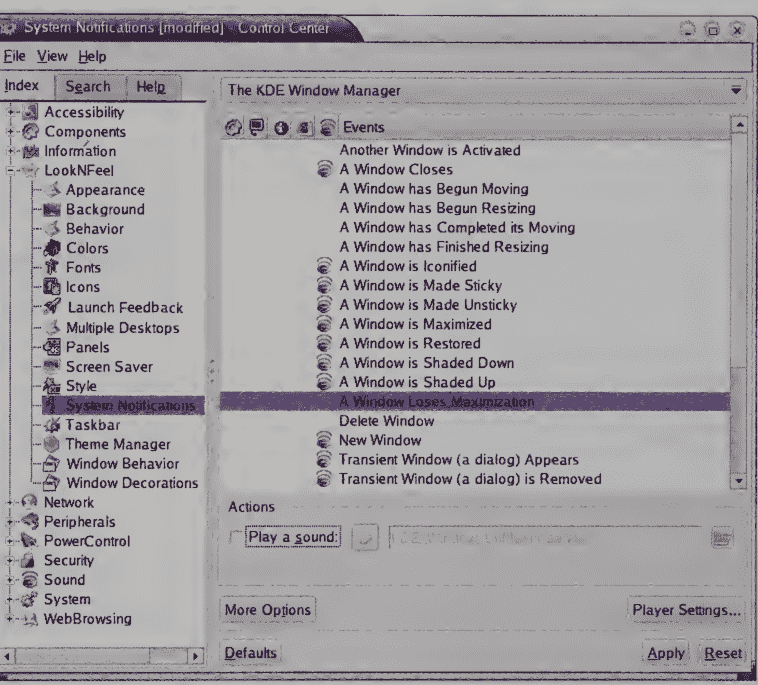 System Notifications [modified] - Control Center
File View Help
Index Search Help
Accessibility
Components
Information
LookNFeel
Appearance
Background
Behavior
Colors
Fonts
Icons
Launch Feedback
Multiple Desktops
Panels
Screen Saver
Style
System Notifications
Taskbar
Theme Manager
Window Behavior
Window Decorations
Network
Peripherals
PowerControl
Security
Sound
System
WebBrowsing
The KDE Window Manager
Events
Another Window is Activated
A Window Closes
A Window has Begun Moving
A Window has Begun Resizing
A Window has Completed its Moving
A Window has Finished Resizing
A Window is Iconified
A Window is Made Sticky
A Window is Made Unsticky
A Window is Maximized
A Window is Restored
A Window is Shaded Down
A Window is Shaded Up
A Window Loses Maximization
Delete Window
New Window
Transient Window (a dialog) Appears
Transient Window (a dialog) is Removed
Actions
Play a sound:
More Options
Player Settings...
Defaults
Apply Reset